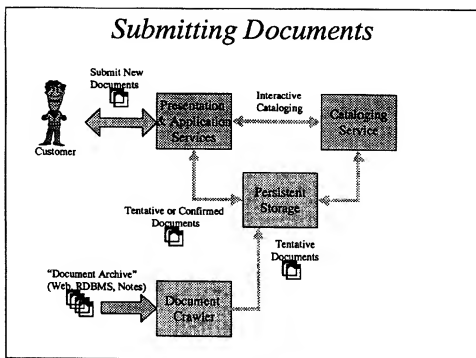 Submitting Documents
Submit New
Documents
Presentation
& Application
Services
Interactive
Cataloging
Cataloging
Service
Customer
Persistent
Storage
Tentative or Confirmed
Documents
Tentative
Documents
"Document Archive"
(Web, RDBMS, Notes)
Document
Crawler